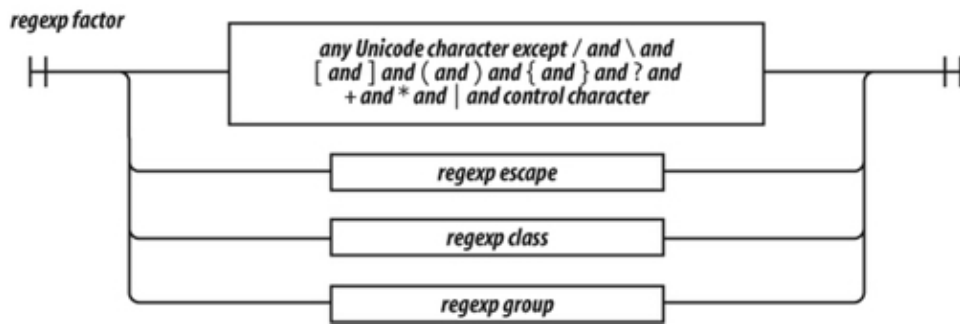 regexp factor
any Unicode character except / and \ and
[ and ] and ( and ) and { and } and ? and
+ and * and | and control character
regexp escape
regexp class
regexp group